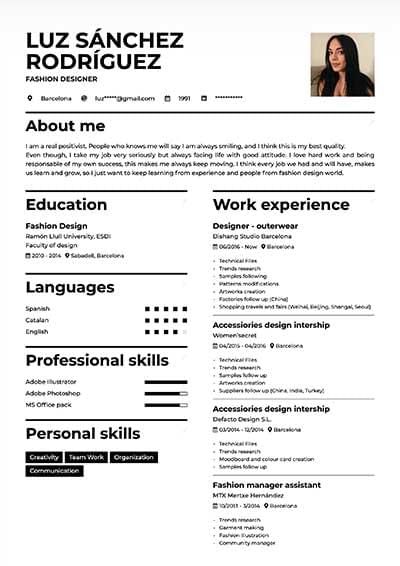 LUZ SÁNCHEZ
RODRÍGUEZ
FASHION DESIGNER
Barcelona luz*****@gmail.com 1991 **********
About me
I am a real positivist, People who knows me will say I am always smiling, and I think this is my best quality.
Even though, I take my job very seriously but always facing life with good attitude. I love hard work and being
responsable of my own success, this makes me always keep moving. I think every job we had and will have, makes
us learn and grow, so I just want to keep learning from experience and people from fashion design world.
Education
Fashion Design
Ramón Llull University, ESDi
Faculty of design
2010 - 2014 Sabadell, Barcelona
Languages
Spanish
Catalan
English
Professional skills
Adobe Illustrator
Adobe Photoshop
MS Office pack
Personal skills
Creativity Team Work Organization
Communication
Work experience
Designer - outerwear
Dishang Studio Barcelona
06/2016 - Now Barcelona
• Technical Files
• Trends research
• Samples following
• Patterns modifications
• Artworks creation
• Factories follow up (China)
• Shopping travels and fairs (Weihai, Beijing, Shangai, Seoul)
Accessiories design intership
Women'secret
04/2015 - 04/2016 Barcelona
• Technical Files
• Trends research
• Samples follow up
• Artworks creation
• Suppliers follow up (China, India, Turkey)
Accessiories design intership
Defacto Design S.L.
03/2014 - 12/2014 Barcelona
• Technical Files
• Trends research
• Moodboard and colour card creation
• Samples follow up
Fashion manager assistant
MTX Mertxe Hernández
10/2011 - 3/2014 Barcelona
• Trends research
• Garment making
• Fashion illustration
• Community manager